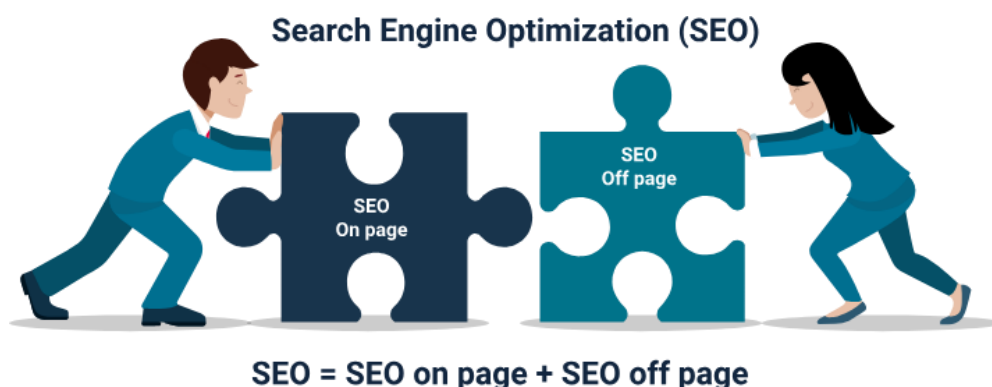 Search Engine Optimization (SEO)
SEO
Off page
SEO
On page
SEO = SEO on page + SEO off page